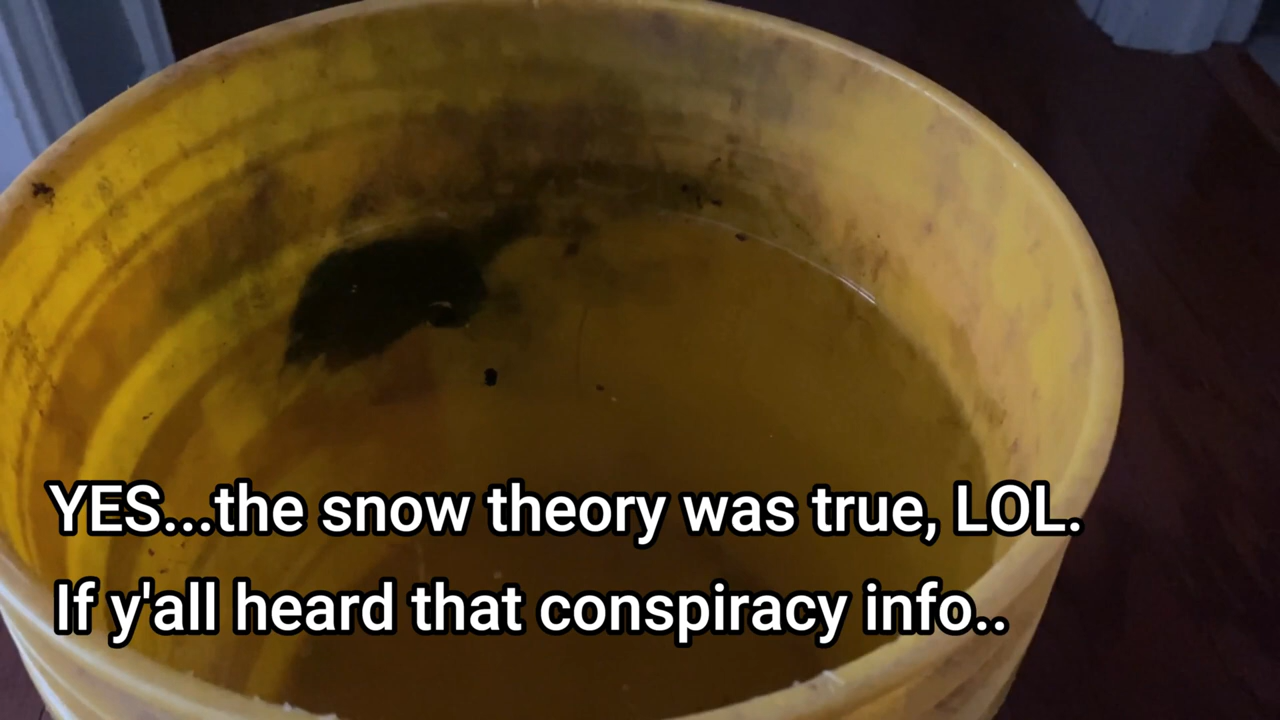 YES...the snow theory was true, LOL.
If y'all heard that conspiracy info..